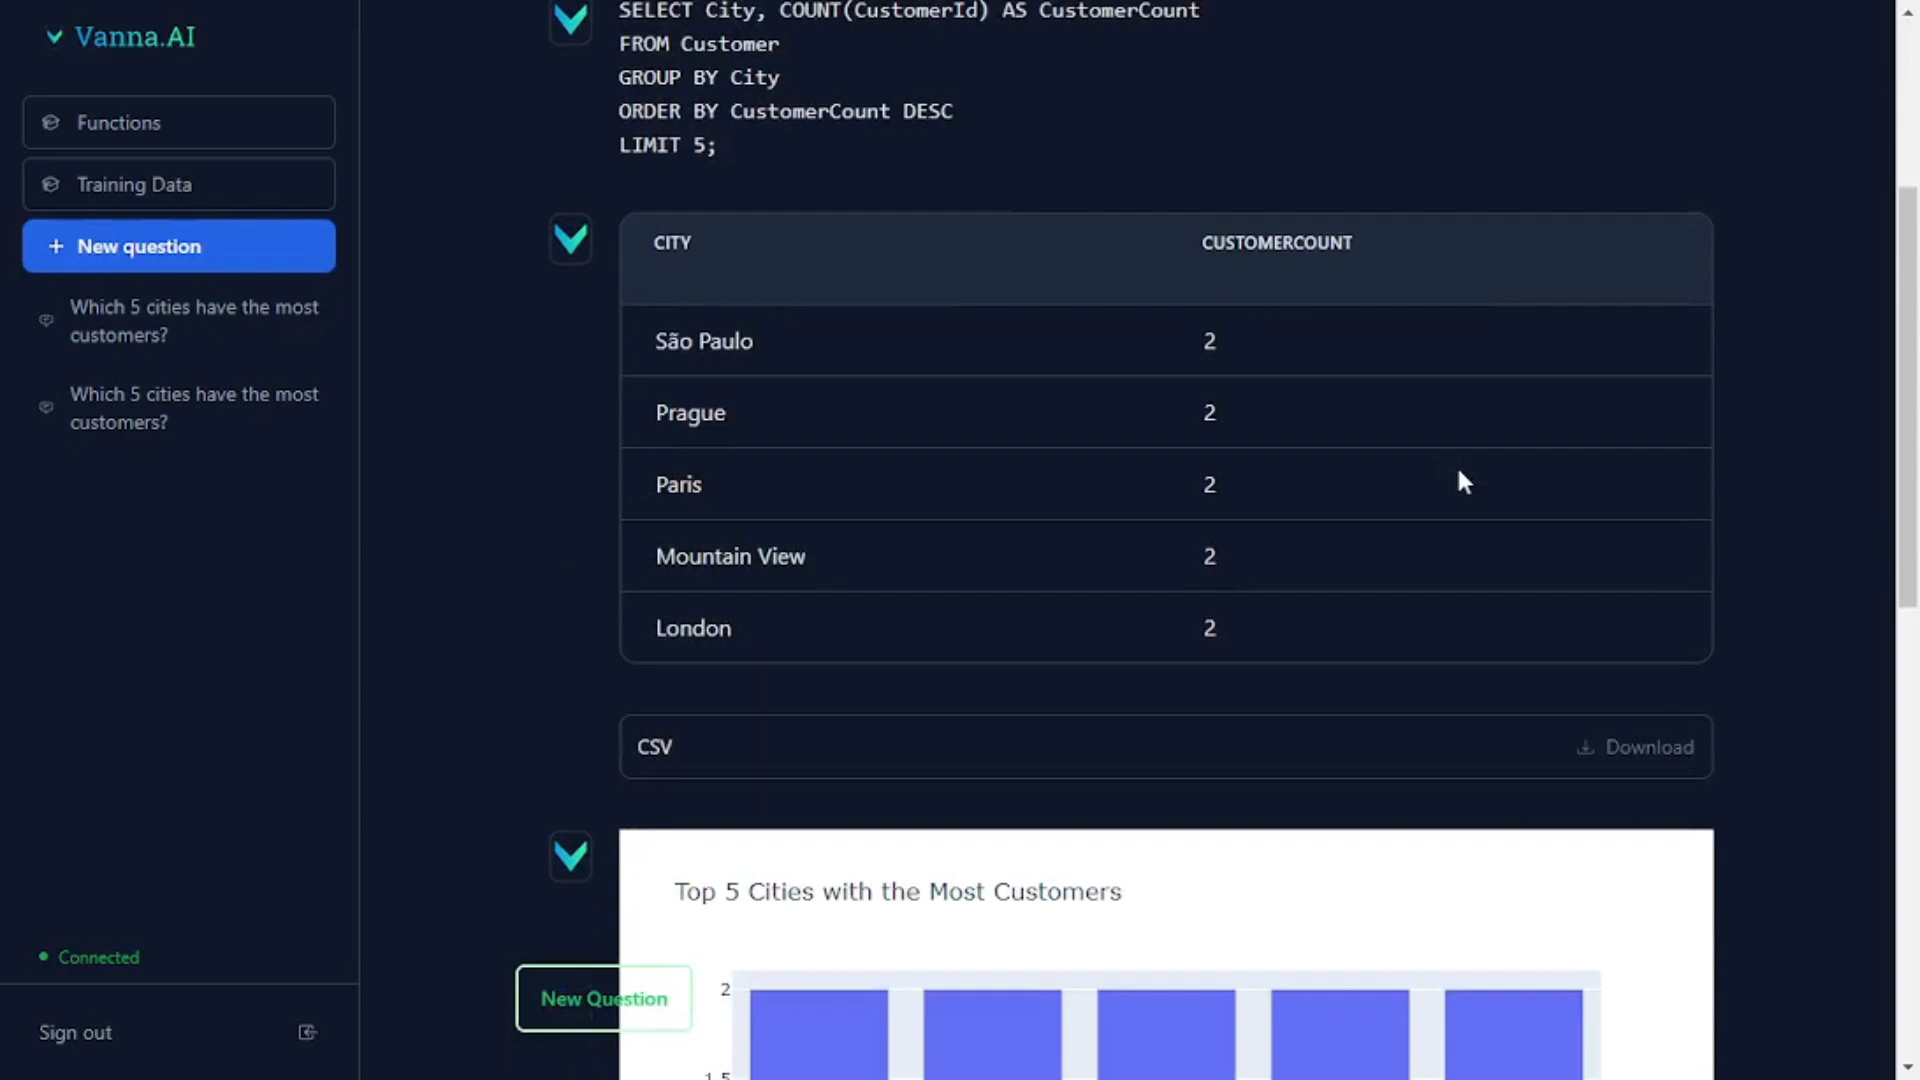 Vanna.AI
Functions
Training Data
+ New question
Which 5 cities have the most
customers?
Which 5 cities have the most
customers?
Connected
Sign out
SELECT City, COUNT(CustomerId) AS CustomerCount
FROM Customer
GROUP BY City
ORDER BY CustomerCount DESC
LIMIT 5;
CITY CUSTOMERCOUNT
São Paulo 2
Prague 2
Paris 2
Mountain View 2
London 2
CSV Download
Top 5 Cities with the Most Customers
New Question
2
1.5